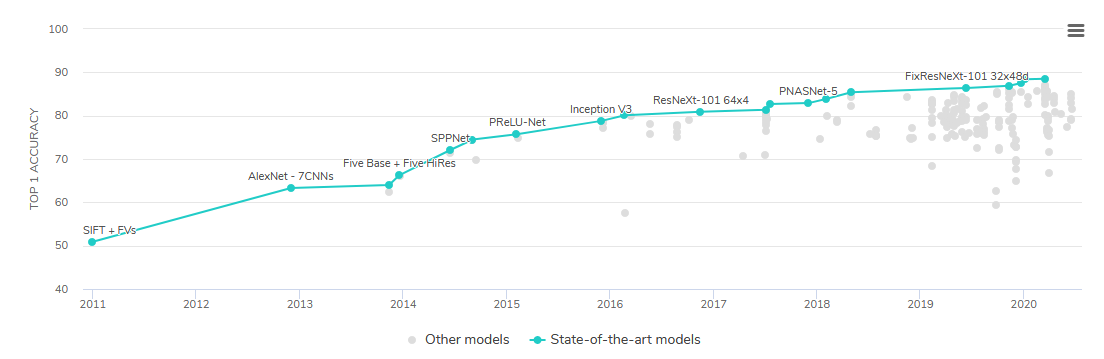 100
90
80
70
60
50
40
TOP 1 ACCURACY
SIFT + FVs
AlexNet - 7CNNs
Five Base + Five HiRes
SPPNet
PReLU-Net
Inception V3
ResNeXt-101 64x4
PNASNet-5
FixResNeXt-101 32x48d
2011 2012 2013 2014 2015 2016 2017 2018 2019 2020
Other models State-of-the-art models